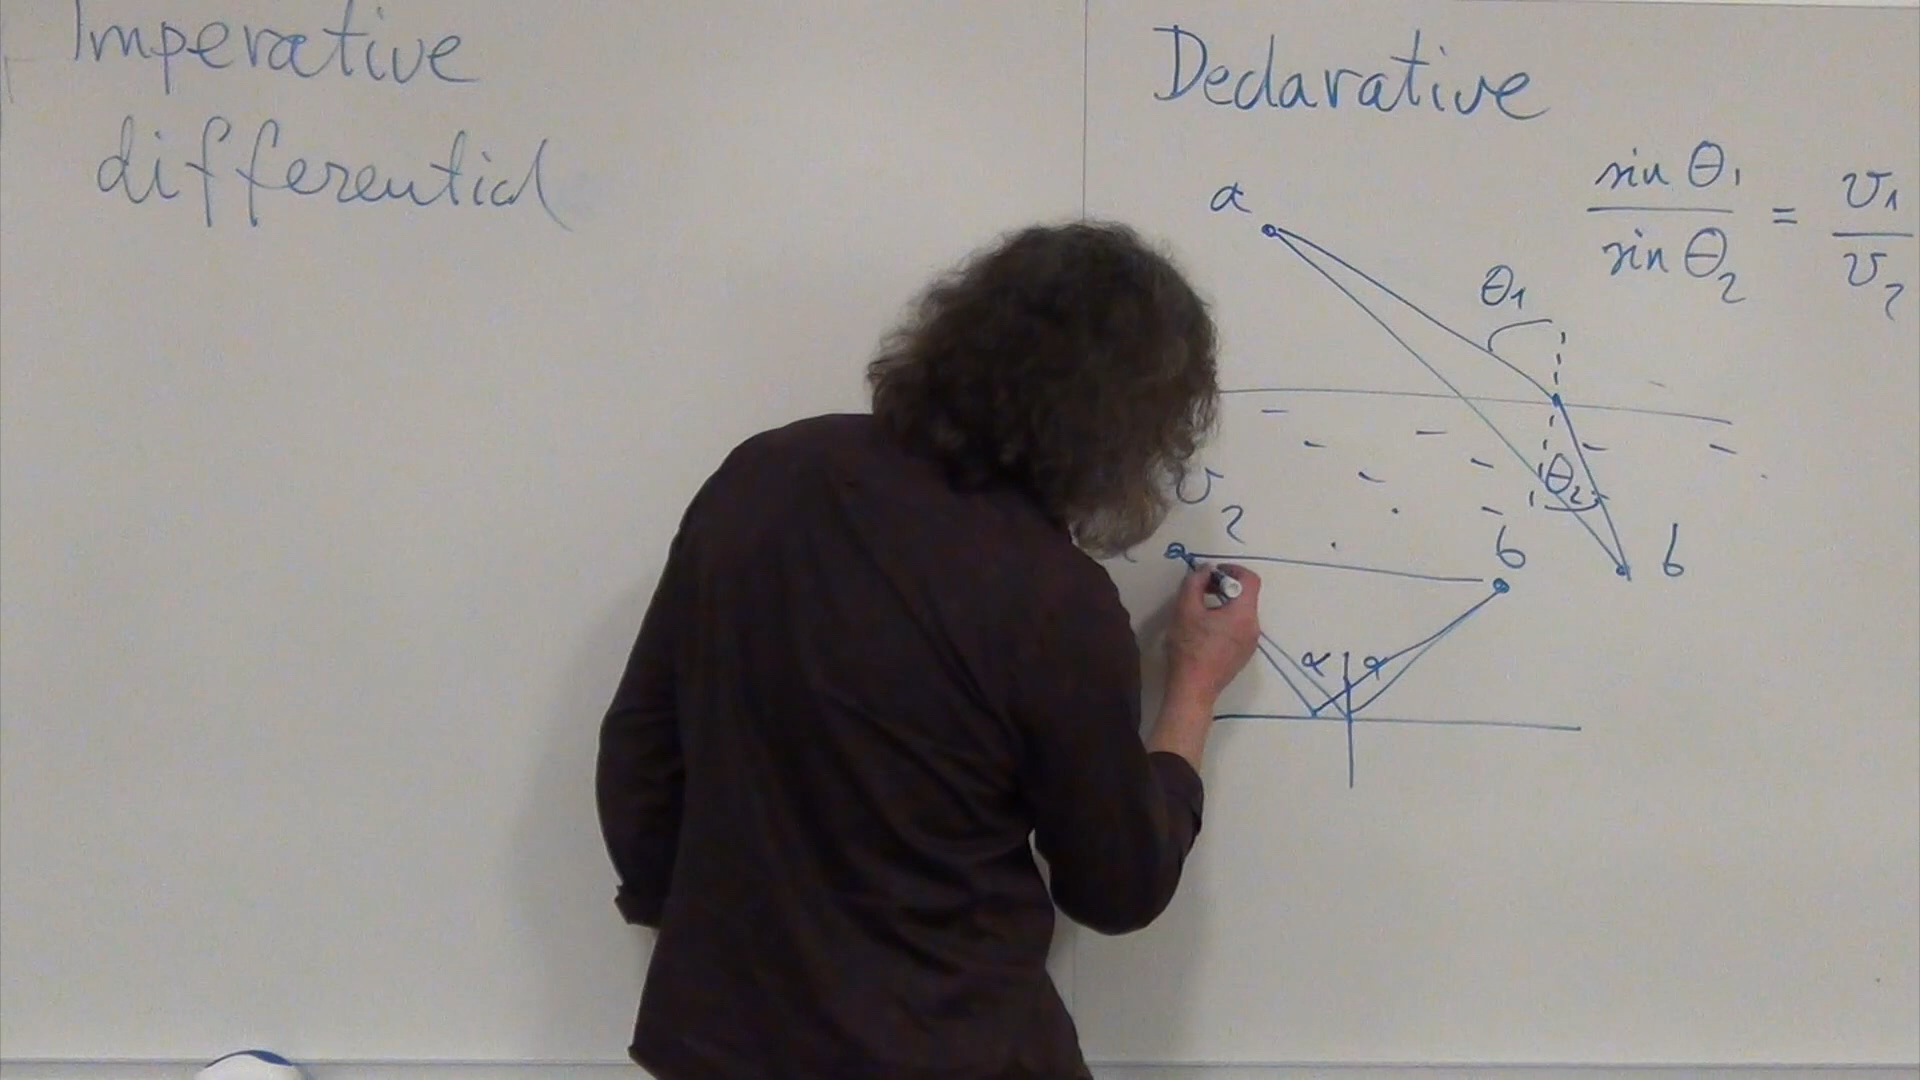 Imperative
differential
Declarative
sin θ₁ / sin θ₂ = v₁ / v₂
a
θ₁
θ₂
v₂
b
b
α α